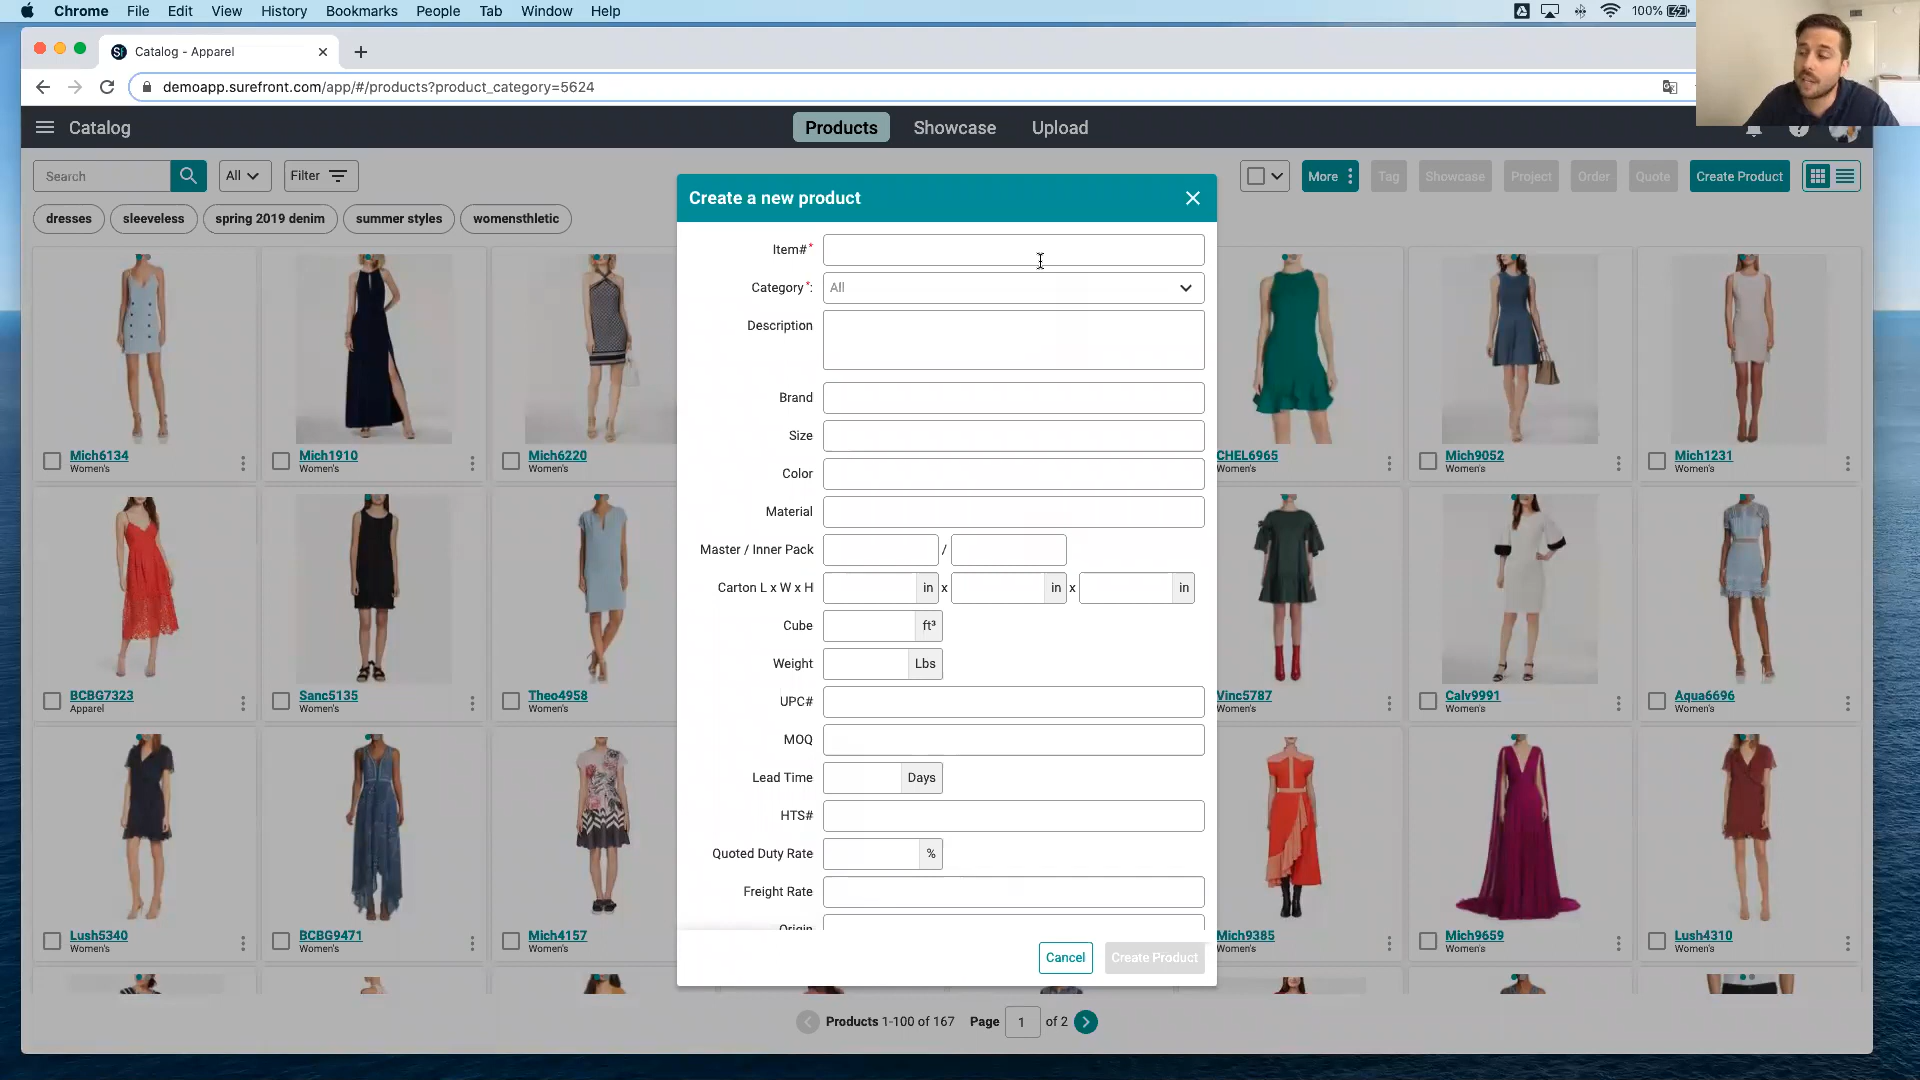 Chrome File Edit View History Bookmarks People Tab Window Help 100%
Catalog - Apparel
demoapp.surefront.com/app/#/products?product_category=5624
Catalog Products Showcase Upload
Search All Filter More Tag Showcase Project Order Quote Create Product
dresses sleeveless spring 2019 denim summer styles womensthletic
Create a new product
Item#*
Category*: All
Description
Brand
Size
Color
Material
Master / Inner Pack /
Carton L x W x H in x in x in
Cube ft³
Weight Lbs
UPC#
MOQ
Lead Time Days
HTS#
Quoted Duty Rate %
Freight Rate
Origin
Cancel Create Product
Mich6134 Mich1910 Mich6220 CHEL6965 Mich9052 Mich1231
Women's Women's Women's Women's Women's Women's
BCBG7323 Sanc5135 Theo4958 Vinc5787 Calv9991 Aqua6696
Apparel Women's Women's Women's Women's Women's
Lush5340 BCBG9471 Mich4157 Mich9385 Mich9659 Lush4310
Women's Women's Women's Women's Women's Women's
Products 1-100 of 167 Page 1 of 2